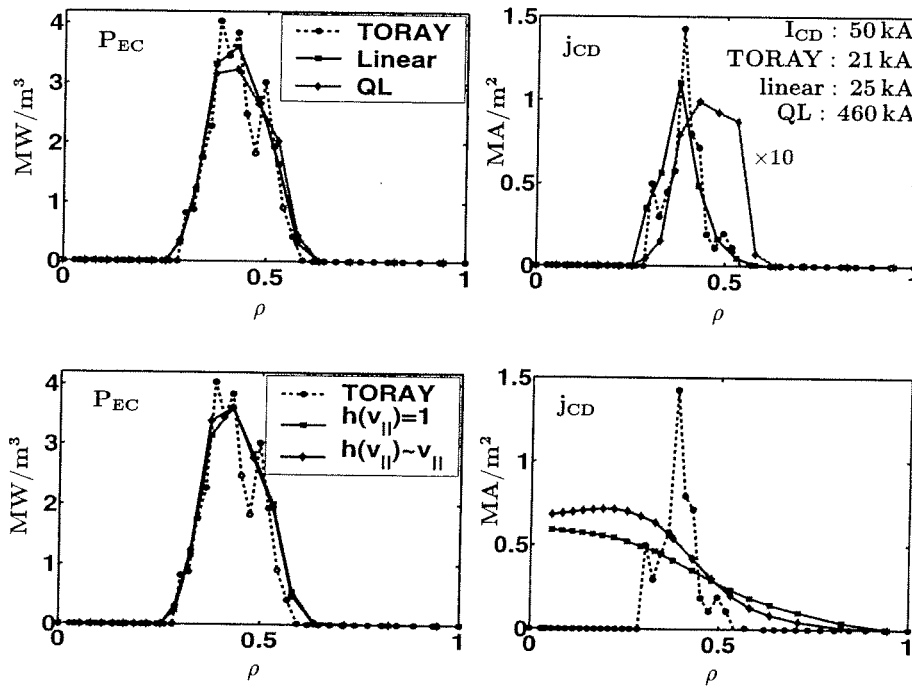 P_EC
TORAY
Linear
QL
MW/m³
4
3
2
1
0
0
0.5
1
ρ
j_CD
I_CD : 50 kA
TORAY : 21 kA
linear : 25 kA
QL : 460 kA
×10
MA/m²
1.5
1
0.5
0
0
0.5
1
ρ
P_EC
TORAY
h(v_||)=1
h(v_||)~v_||
MW/m³
4
3
2
1
0
0
0.5
1
ρ
j_CD
MA/m²
1.5
1
0.5
0
0
0.5
1
ρ